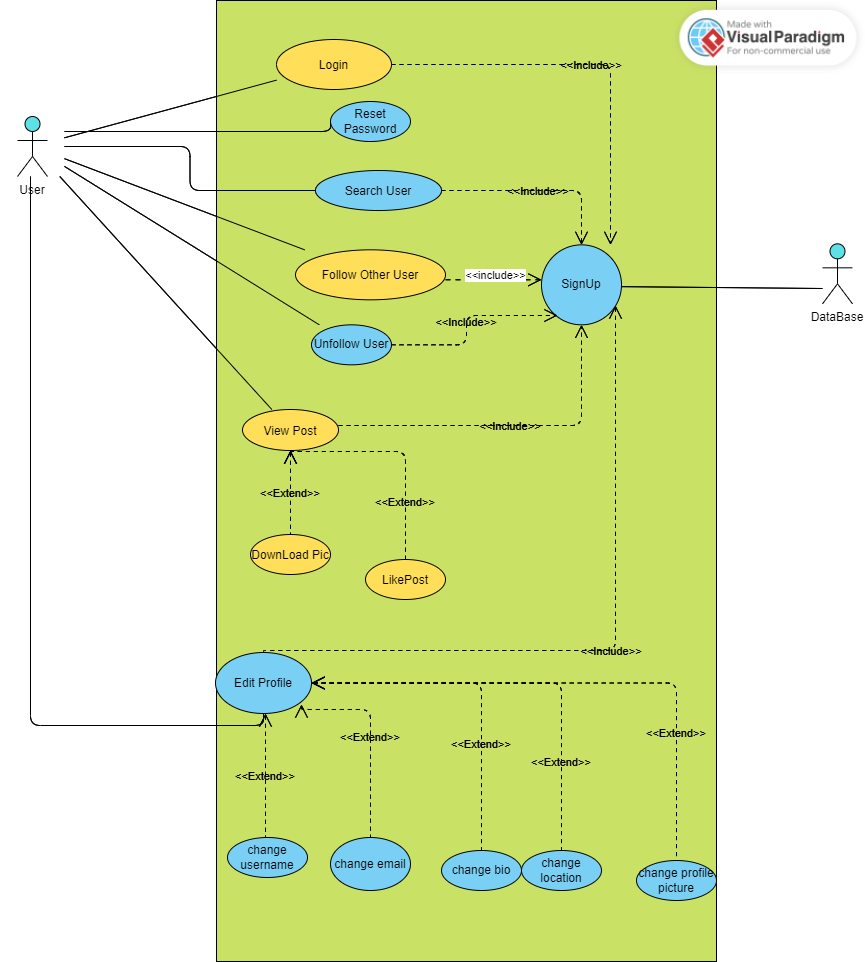 Made with
VisualParadigm
For non-commercial use
Login
<<Include>>
Reset
Password
User
Search User
<<Include>>
Follow Other User
<<include>>
SignUp
DataBase
<<Include>>
Unfollow User
View Post
<<Include>>
<<Extend>>
<<Extend>>
DownLoad Pic
LikePost
<<Include>>
Edit Profile
<<Extend>>
<<Extend>>
<<Extend>>
<<Extend>>
<<Extend>>
change
username
change email
change bio
change
location
change profile
picture